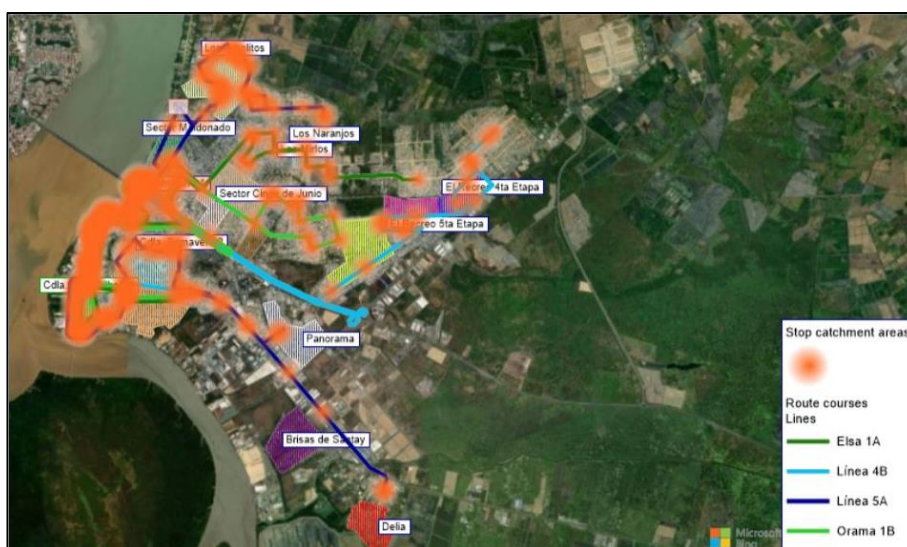 Sector Maldonado
Los Naranjos
Sector Cinco de Junio
El Recreo 4ta Etapa
El Recreo 5ta Etapa
Cdla.
Panorama
Brisas de Santay
Delia
Stop catchment areas
Route courses
Lines
Elsa 1A
Línea 4B
Línea 5A
Orama 1B
Microsoft
Bing